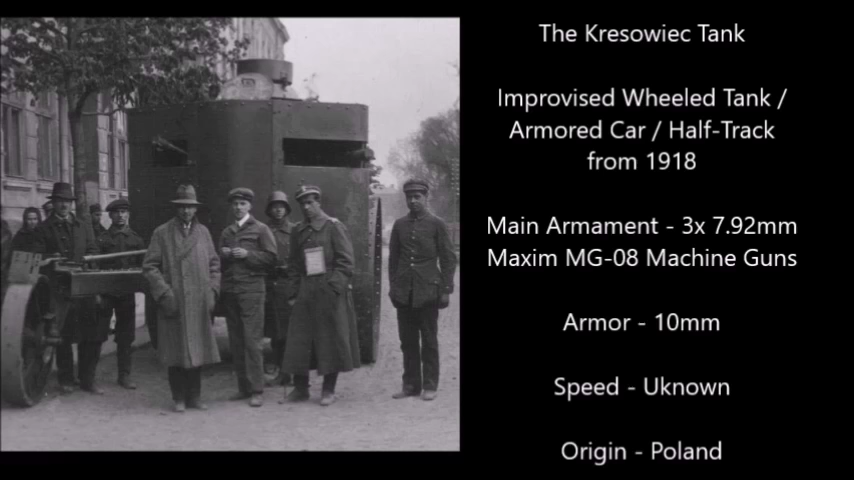 The Kresowiec Tank
Improvised Wheeled Tank /
Armored Car / Half-Track
from 1918
Main Armament - 3x 7.92mm
Maxim MG-08 Machine Guns
Armor - 10mm
Speed - Uknown
Origin - Poland